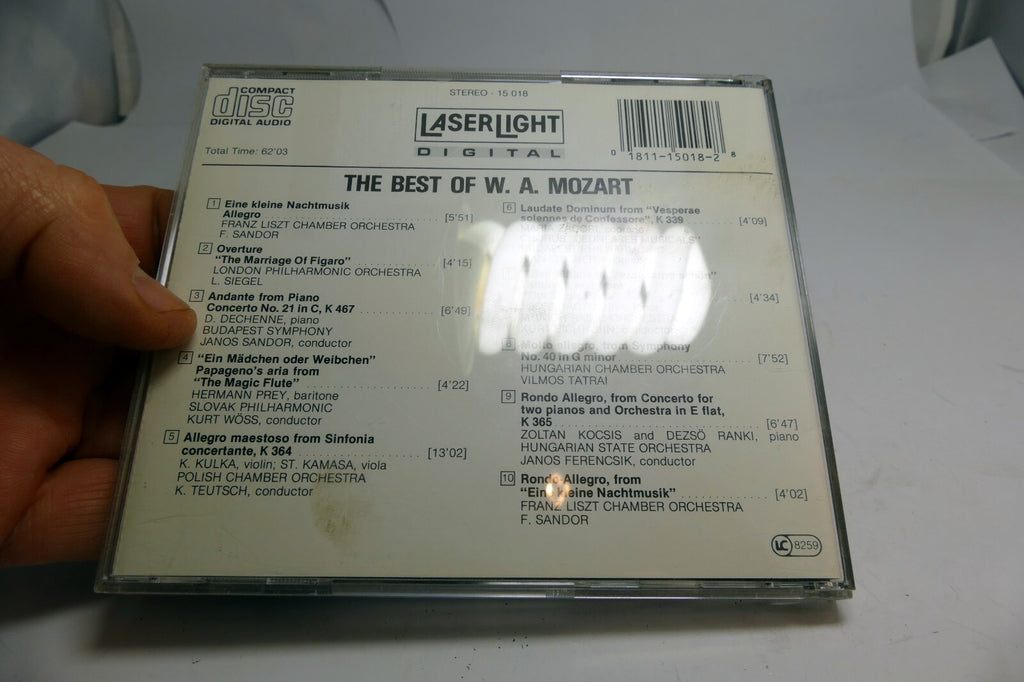 COMPACT
disc
DIGITAL AUDIO
STEREO - 15 018
LASERLIGHT
DIGITAL
0 1811-15018-2 8
Total Time: 62'03
THE BEST OF W. A. MOZART
1 Eine kleine Nachtmusik
Allegro [5'51]
FRANZ LISZT CHAMBER ORCHESTRA
F. SANDOR
2 Overture
"The Marriage Of Figaro" [4'15]
LONDON PHILHARMONIC ORCHESTRA
L. SIEGEL
3 Andante from Piano
Concerto No. 21 in C, K 467 [6'49]
D. DECHENNE, piano
BUDAPEST SYMPHONY
JANOS SANDOR, conductor
4 "Ein Mädchen oder Weibchen"
Papageno's aria from
"The Magic Flute" [4'22]
HERMANN PREY, baritone
SLOVAK PHILHARMONIC
KURT WÖSS, conductor
5 Allegro maestoso from Sinfonia
concertante, K 364 [13'02]
K. KULKA, violin; ST. KAMASA, viola
POLISH CHAMBER ORCHESTRA
K. TEUTSCH, conductor
6 Laudate Dominum from "Vesperae
solennes de Confessore", K 339 [4'09]
[4'34]
8 Molto allegro, from Symphony
No. 40 in G minor [7'52]
HUNGARIAN CHAMBER ORCHESTRA
VILMOS TATRAI
9 Rondo Allegro, from Concerto for
two pianos and Orchestra in E flat,
K 365 [6'47]
ZOLTAN KOCSIS and DEZSÖ RANKI, piano
HUNGARIAN STATE ORCHESTRA
JANOS FERENCSIK, conductor
10 Rondo Allegro, from
"Eine kleine Nachtmusik" [4'02]
FRANZ LISZT CHAMBER ORCHESTRA
F. SANDOR
LC 8259